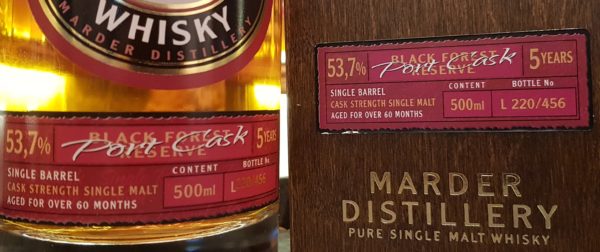 WHISKY
MARDER DISTILLERY
53,7%
BLACK FOREST
RESERVE
Port Cask
5 YEARS
SINGLE BARREL
CASK STRENGTH SINGLE MALT
AGED FOR OVER 60 MONTHS
CONTENT
500ml
BOTTLE No
L 220/456
53,7%
BLACK FOREST
RESERVE
Port Cask
5 YEARS
SINGLE BARREL
CASK STRENGTH SINGLE MALT
AGED FOR OVER 60 MONTHS
CONTENT
500ml
BOTTLE No
L 220/456
MARDER
DISTILLERY
PURE SINGLE MALT WHISKY